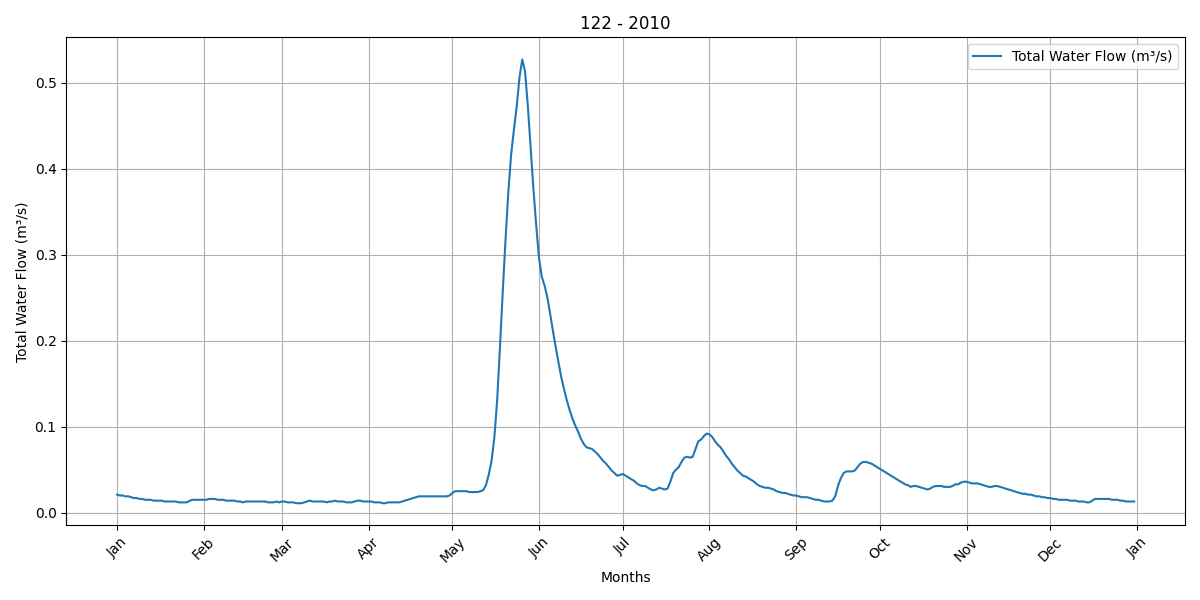 122 - 2010
Total Water Flow (m³/s)
Total Water Flow (m³/s)
0.5
0.4
0.3
0.2
0.1
0.0
Jan Feb Mar Apr May Jun Jul Aug Sep Oct Nov Dec Jan
Months